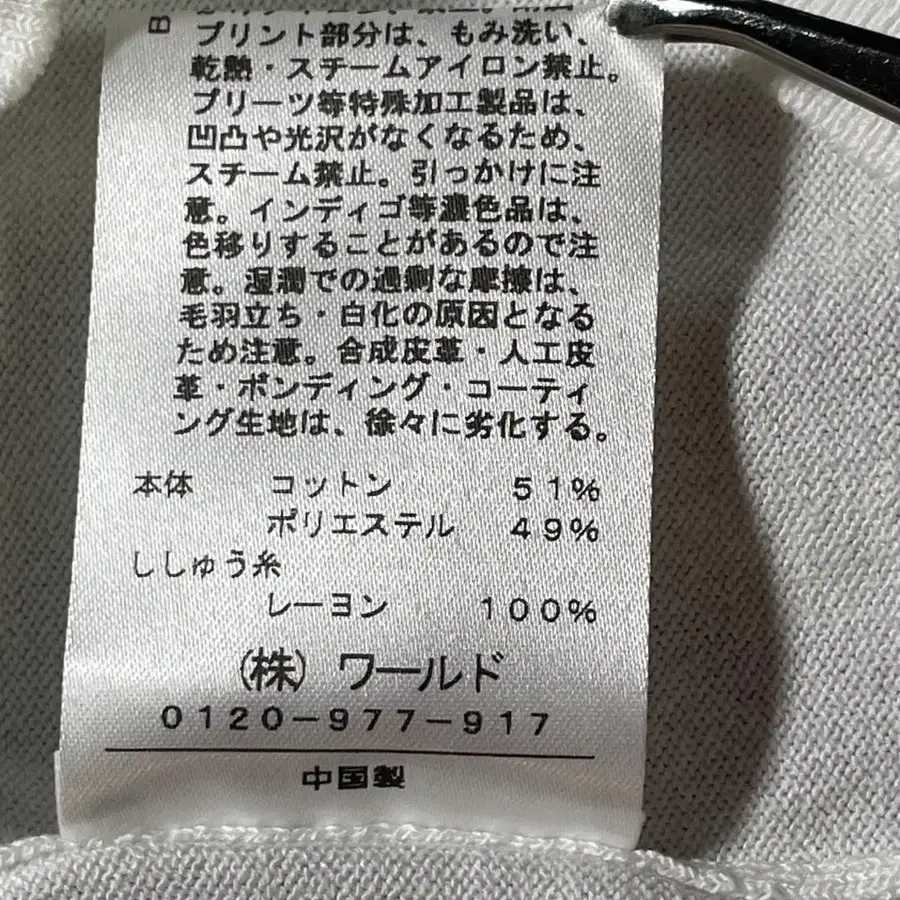 B
プリント部分は、もみ洗い、
乾熱・スチームアイロン禁止。
プリーツ等特殊加工製品は、
凹凸や光沢がなくなるため、
スチーム禁止。引っかけに注
意。インディゴ等濃色品は、
色移りすることがあるので注
意。湿潤での過剰な摩擦は、
毛羽立ち・白化の原因となる
ため注意。合成皮革・人工皮
革・ボンディング・コーティ
ング生地は、徐々に劣化する。
本体 コットン 51%
ポリエステル 49%
ししゅう糸
レーヨン 100%
(株) ワールド
0120-977-917
中国製